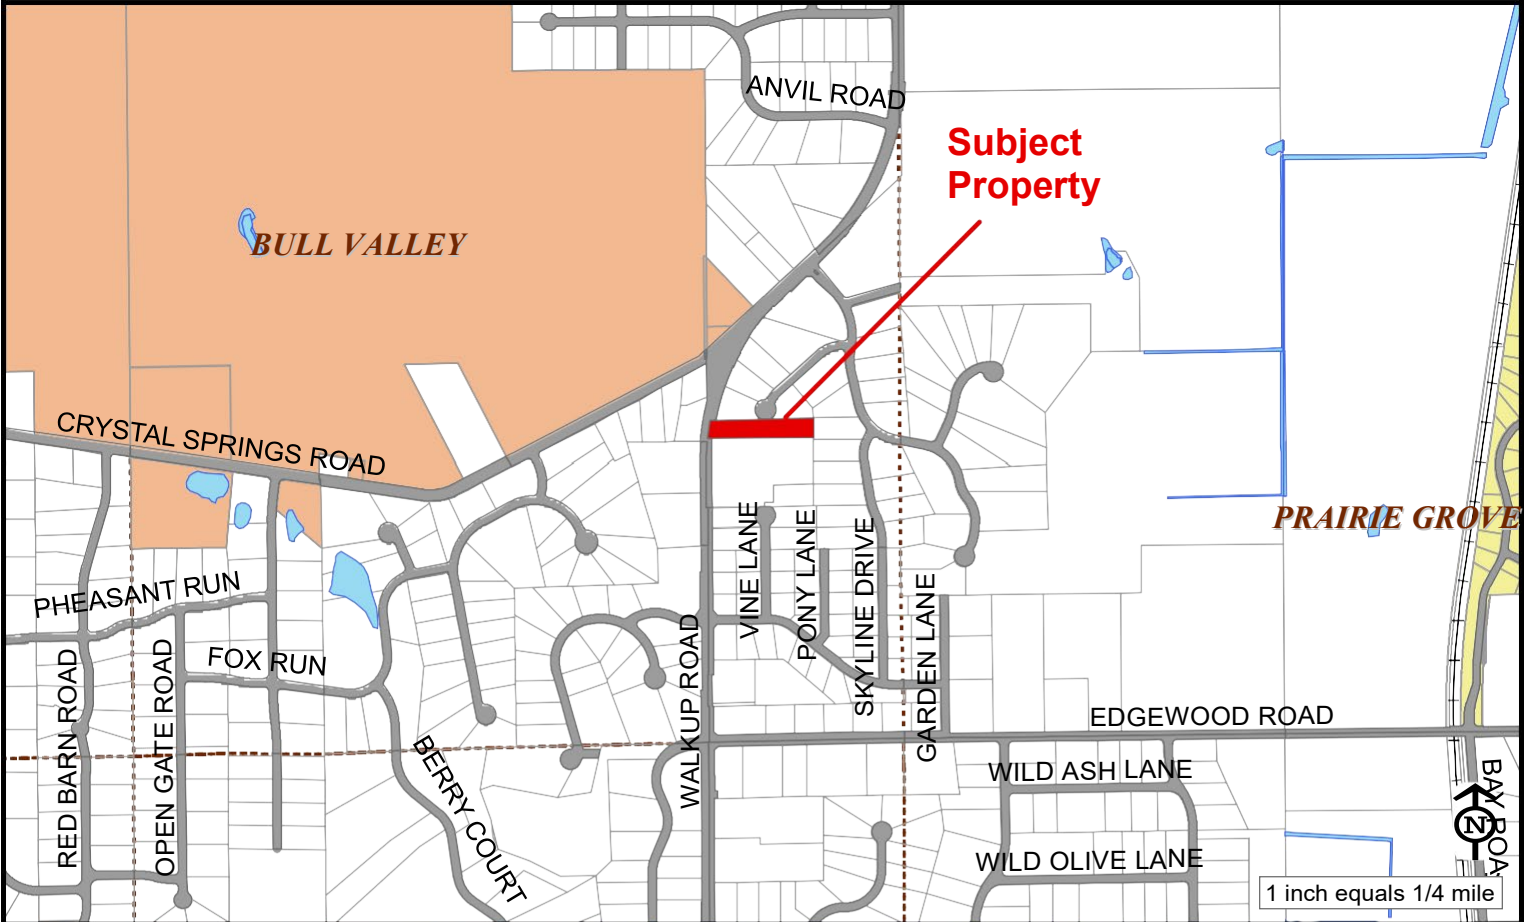 ANVIL ROAD
Subject
Property
BULL VALLEY
CRYSTAL SPRINGS ROAD
PRAIRIE GROVE
VINE LANE
PONY LANE
SKYLINE DRIVE
GARDEN LANE
PHEASANT RUN
FOX RUN
RED BARN ROAD
OPEN GATE ROAD
WALKUP ROAD
BERRY COURT
EDGEWOOD ROAD
WILD ASH LANE
BAY ROA
N
WILD OLIVE LANE
1 inch equals 1/4 mile